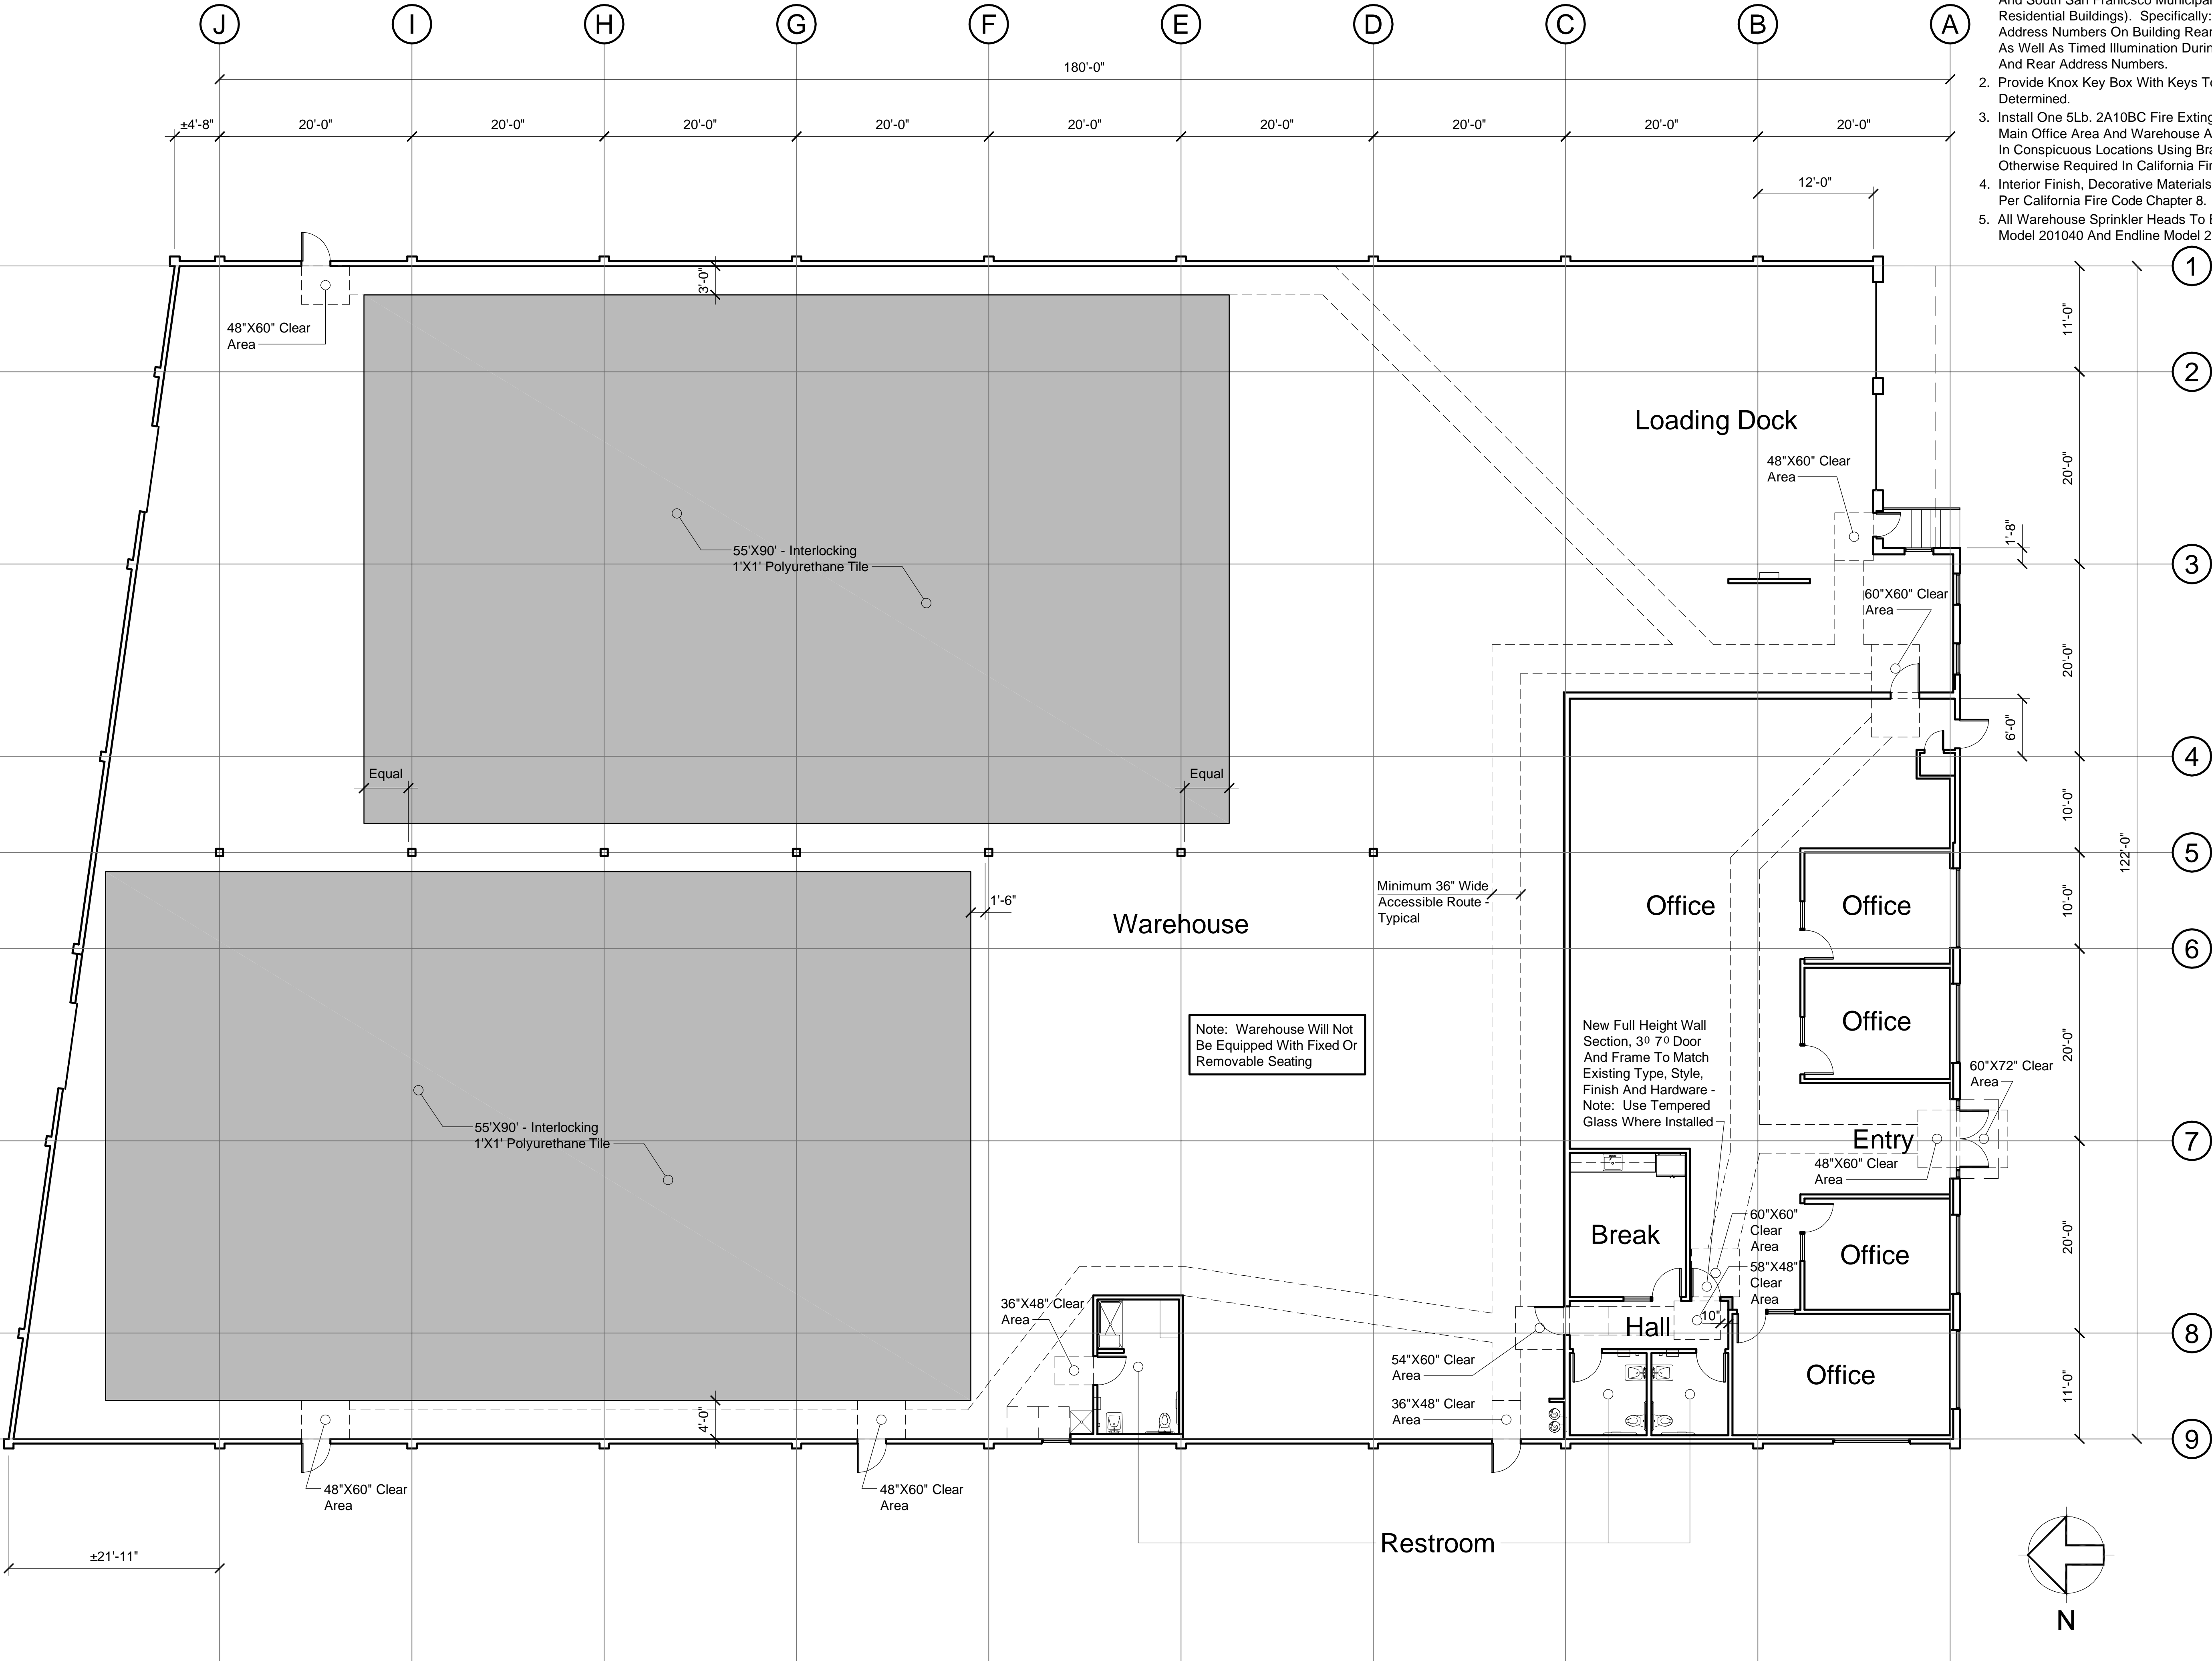 J I H G F E D C B A
And South San Franicsco Municipal
Residential Buildings). Specifically:
Address Numbers On Building Rear
As Well As Timed Illumination Durin
And Rear Address Numbers.
2. Provide Knox Key Box With Keys To
Determined.
3. Install One 5Lb. 2A10BC Fire Exting
Main Office Area And Warehouse A
In Conspicuous Locations Using Bra
Otherwise Required In California Fir
4. Interior Finish, Decorative Materials
Per California Fire Code Chapter 8.
5. All Warehouse Sprinkler Heads To B
Model 201040 And Endline Model 2
180'-0"
±4'-8" 20'-0" 20'-0" 20'-0" 20'-0" 20'-0" 20'-0" 20'-0" 20'-0" 20'-0"
12'-0"
1
3'-0"
11'-0"
48"X60" Clear
Area
2
Loading Dock
48"X60" Clear
Area
20'-0"
1'-8"
55'X90' - Interlocking
1'X1' Polyurethane Tile
3
60"X60" Clear
Area
20'-0"
6'-0"
4
Equal
Equal
10'-0"
122'-0"
5
Minimum 36" Wide
Accessible Route -
Typical
1'-6"
Warehouse
Office
Office
10'-0"
6
Office
Note: Warehouse Will Not
Be Equipped With Fixed Or
Removable Seating
New Full Height Wall
Section, 3⁰ 7⁰ Door
And Frame To Match
Existing Type, Style,
Finish And Hardware -
Note: Use Tempered
Glass Where Installed
20'-0"
60"X72" Clear
Area
55'X90' - Interlocking
1'X1' Polyurethane Tile
Entry
7
48"X60" Clear
Area
Break
60"X60"
Clear
Area
Office
20'-0"
58"X48"
Clear
Area
36"X48" Clear
Area
10"
Hall
8
54"X60" Clear
Area
Office
36"X48" Clear
Area
11'-0"
4'-0"
9
48"X60" Clear
Area
48"X60" Clear
Area
Restroom
±21'-11"
N